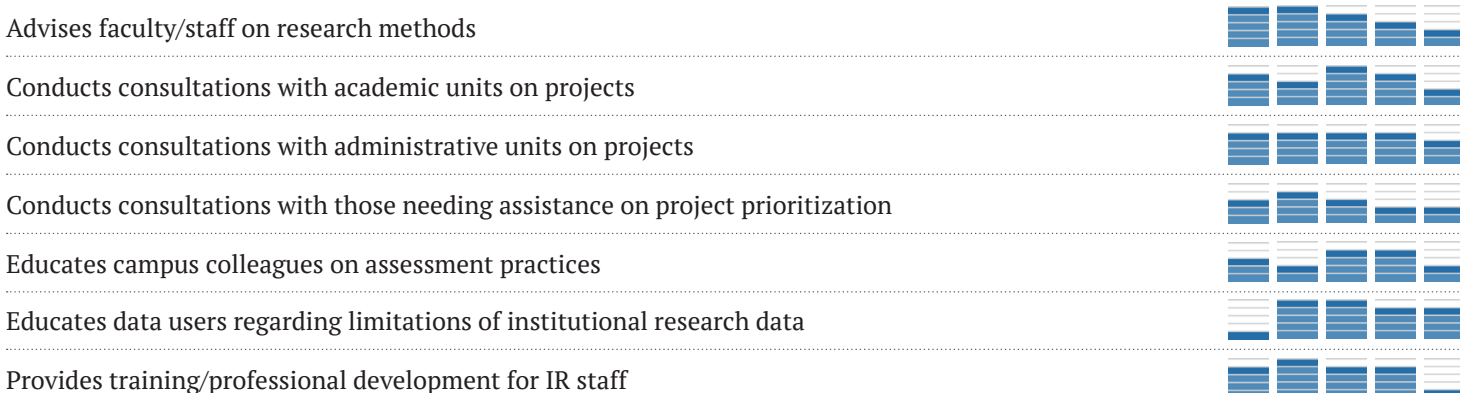 Advises faculty/staff on research methods
Conducts consultations with academic units on projects
Conducts consultations with administrative units on projects
Conducts consultations with those needing assistance on project prioritization
Educates campus colleagues on assessment practices
Educates data users regarding limitations of institutional research data
Provides training/professional development for IR staff